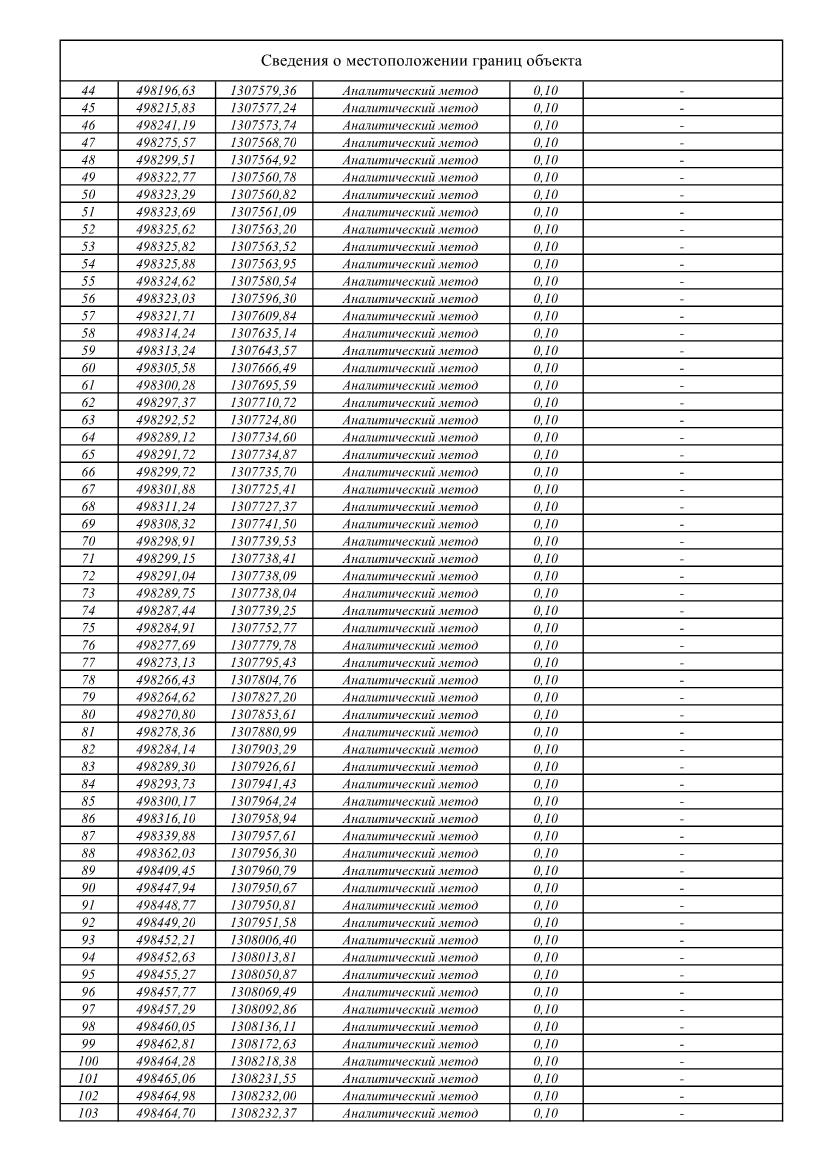 Сведения о местоположении границ объекта
44 498196,63 1307579,36 Аналитический метод 0,10 -
45 498215,83 1307577,24 Аналитический метод 0,10 -
46 498241,19 1307573,74 Аналитический метод 0,10 -
47 498275,57 1307568,70 Аналитический метод 0,10 -
48 498299,51 1307564,92 Аналитический метод 0,10 -
49 498322,77 1307560,78 Аналитический метод 0,10 -
50 498323,29 1307560,82 Аналитический метод 0,10 -
51 498323,69 1307561,09 Аналитический метод 0,10 -
52 498325,62 1307563,20 Аналитический метод 0,10 -
53 498325,82 1307563,52 Аналитический метод 0,10 -
54 498325,88 1307563,95 Аналитический метод 0,10 -
55 498324,62 1307580,54 Аналитический метод 0,10 -
56 498323,03 1307596,30 Аналитический метод 0,10 -
57 498321,71 1307609,84 Аналитический метод 0,10 -
58 498314,24 1307635,14 Аналитический метод 0,10 -
59 498313,24 1307643,57 Аналитический метод 0,10 -
60 498305,58 1307666,49 Аналитический метод 0,10 -
61 498300,28 1307695,59 Аналитический метод 0,10 -
62 498297,37 1307710,72 Аналитический метод 0,10 -
63 498292,52 1307724,80 Аналитический метод 0,10 -
64 498289,12 1307734,60 Аналитический метод 0,10 -
65 498291,72 1307734,87 Аналитический метод 0,10 -
66 498299,72 1307735,70 Аналитический метод 0,10 -
67 498301,88 1307725,41 Аналитический метод 0,10 -
68 498311,24 1307727,37 Аналитический метод 0,10 -
69 498308,32 1307741,50 Аналитический метод 0,10 -
70 498298,91 1307739,53 Аналитический метод 0,10 -
71 498299,15 1307738,41 Аналитический метод 0,10 -
72 498291,04 1307738,09 Аналитический метод 0,10 -
73 498289,75 1307738,04 Аналитический метод 0,10 -
74 498287,44 1307739,25 Аналитический метод 0,10 -
75 498284,91 1307752,77 Аналитический метод 0,10 -
76 498277,69 1307779,78 Аналитический метод 0,10 -
77 498273,13 1307795,43 Аналитический метод 0,10 -
78 498266,43 1307804,76 Аналитический метод 0,10 -
79 498264,62 1307827,20 Аналитический метод 0,10 -
80 498270,80 1307853,61 Аналитический метод 0,10 -
81 498278,36 1307880,99 Аналитический метод 0,10 -
82 498284,14 1307903,29 Аналитический метод 0,10 -
83 498289,30 1307926,61 Аналитический метод 0,10 -
84 498293,73 1307941,43 Аналитический метод 0,10 -
85 498300,17 1307964,24 Аналитический метод 0,10 -
86 498316,10 1307958,94 Аналитический метод 0,10 -
87 498339,88 1307957,61 Аналитический метод 0,10 -
88 498362,03 1307956,30 Аналитический метод 0,10 -
89 498409,45 1307960,79 Аналитический метод 0,10 -
90 498447,94 1307950,67 Аналитический метод 0,10 -
91 498448,77 1307950,81 Аналитический метод 0,10 -
92 498449,20 1307951,58 Аналитический метод 0,10 -
93 498452,21 1308006,40 Аналитический метод 0,10 -
94 498452,63 1308013,81 Аналитический метод 0,10 -
95 498455,27 1308050,87 Аналитический метод 0,10 -
96 498457,77 1308069,49 Аналитический метод 0,10 -
97 498457,29 1308092,86 Аналитический метод 0,10 -
98 498460,05 1308136,11 Аналитический метод 0,10 -
99 498462,81 1308172,63 Аналитический метод 0,10 -
100 498464,28 1308218,38 Аналитический метод 0,10 -
101 498465,06 1308231,55 Аналитический метод 0,10 -
102 498464,98 1308232,00 Аналитический метод 0,10 -
103 498464,70 1308232,37 Аналитический метод 0,10 -